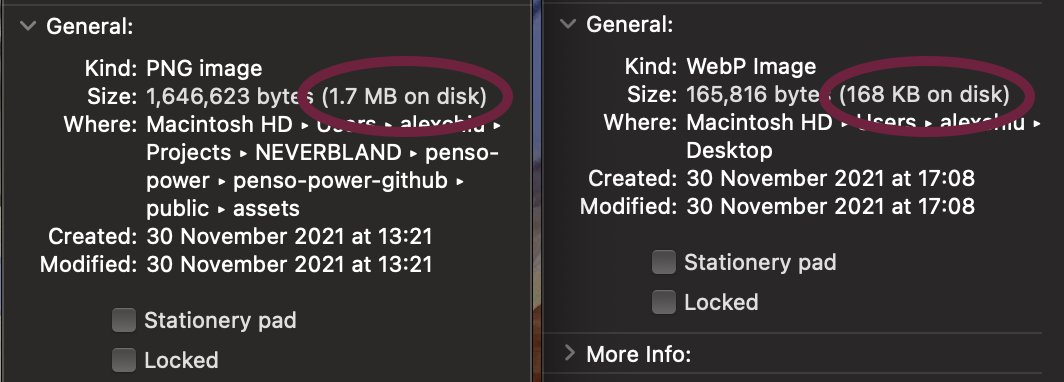 General:
Kind: PNG image
Size: 1,646,623 bytes (1.7 MB on disk)
Where: Macintosh HD ▸ Users ▸ alexchiu ▸
Projects ▸ NEVERBLAND ▸ penso-
power ▸ penso-power-github ▸
public ▸ assets
Created: 30 November 2021 at 13:21
Modified: 30 November 2021 at 13:21
Stationery pad
Locked
General:
Kind: WebP Image
Size: 165,816 bytes (168 KB on disk)
Where: Macintosh HD ▸ Users ▸ alexchiu ▸
Desktop
Created: 30 November 2021 at 17:08
Modified: 30 November 2021 at 17:08
Stationery pad
Locked
More Info: